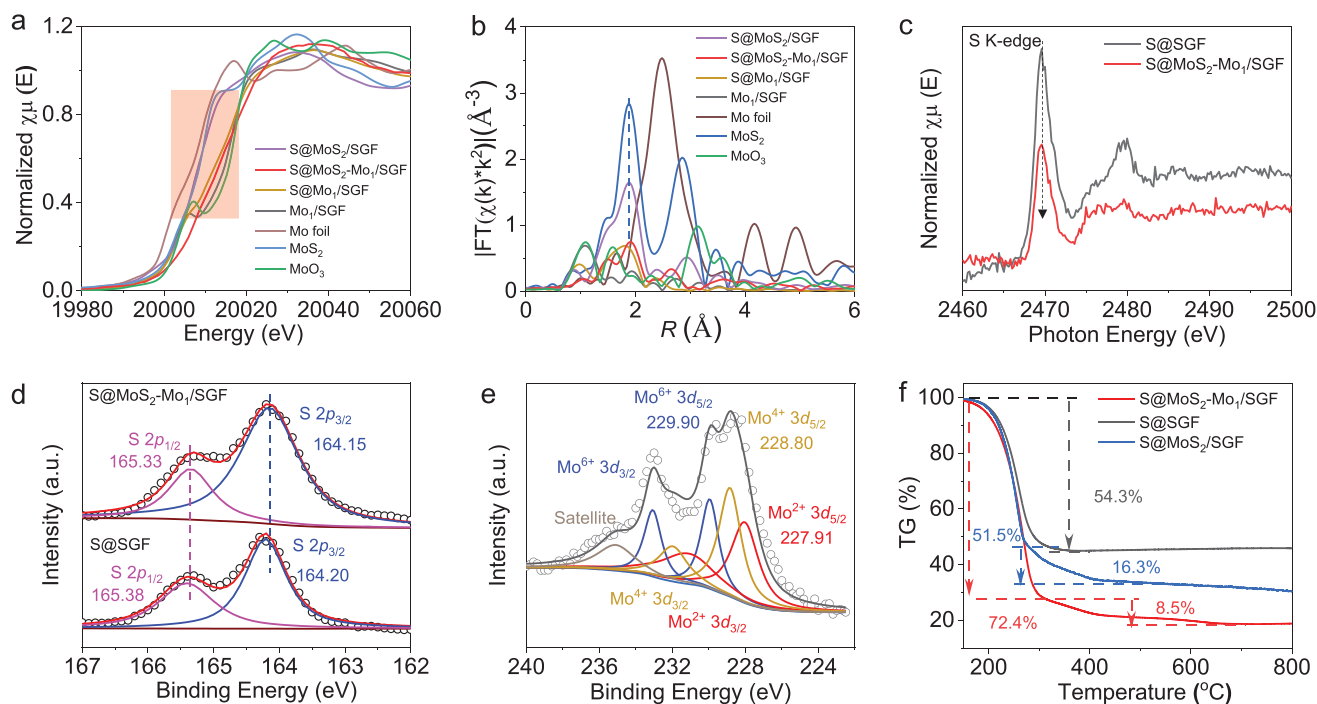 a
Normalized χμ (E)
1.2
0.8
0.4
0.0
S@MoS₂/SGF
S@MoS₂-Mo₁/SGF
S@Mo₁/SGF
Mo₁/SGF
Mo foil
MoS₂
MoO₃
19980 20000 20020 20040 20060
Energy (eV)
b
|FT(χ(k)*k²)|(Å⁻³)
4
3
2
1
0
S@MoS₂/SGF
S@MoS₂-Mo₁/SGF
S@Mo₁/SGF
Mo₁/SGF
Mo foil
MoS₂
MoO₃
0 2 4 6
R (Å)
c
Normalized χμ (E)
S K-edge
S@SGF
S@MoS₂-Mo₁/SGF
2460 2470 2480 2490 2500
Photon Energy (eV)
d
Intensity (a.u.)
S@MoS₂-Mo₁/SGF
S 2p₃/₂
164.15
S 2p₁/₂
165.33
S@SGF
S 2p₃/₂
164.20
S 2p₁/₂
165.38
167 166 165 164 163 162
Binding Energy (eV)
e
Intensity (a.u.)
Mo⁶⁺ 3d₅/₂
229.90
Mo⁴⁺ 3d₅/₂
228.80
Mo⁶⁺ 3d₃/₂
Satellite
Mo²⁺ 3d₅/₂
227.91
Mo⁴⁺ 3d₃/₂
Mo²⁺ 3d₃/₂
240 236 232 228 224
Binding Energy (eV)
f
TG (%)
100
80
60
40
20
S@MoS₂-Mo₁/SGF
S@SGF
S@MoS₂/SGF
54.3%
51.5%
16.3%
72.4%
8.5%
200 400 600 800
Temperature (°C)